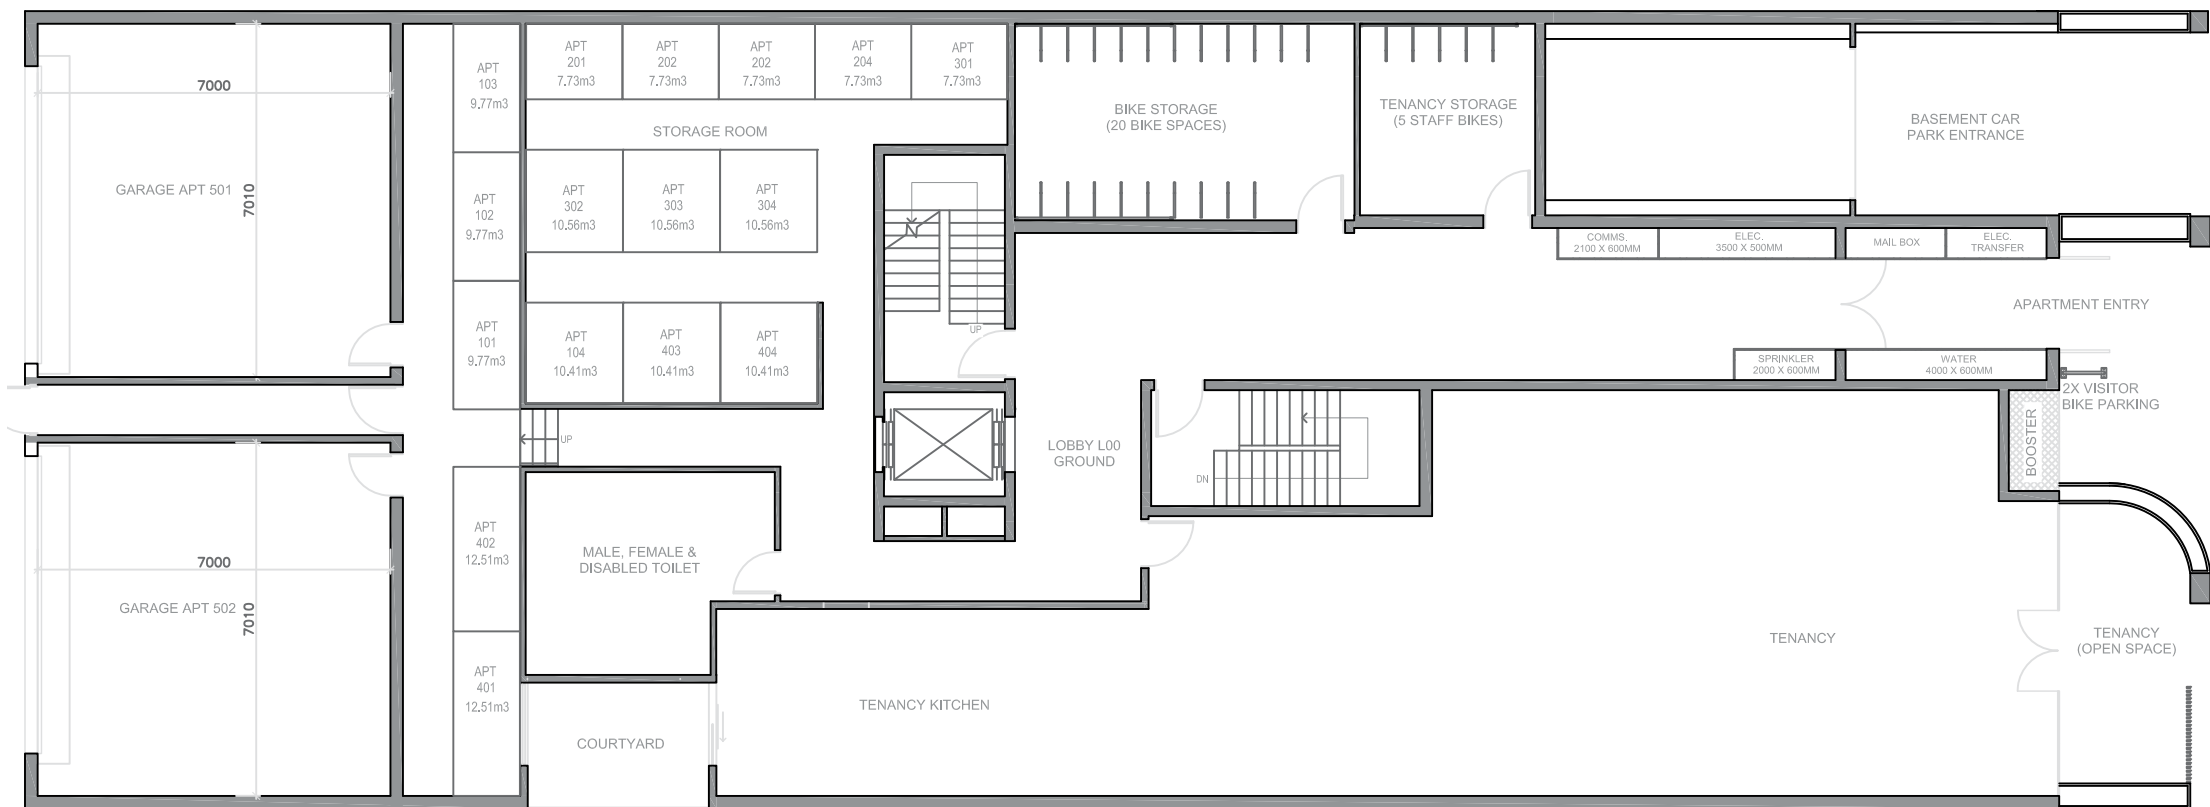 7000
GARAGE APT 501
7010
APT
103
9.77m3
APT
102
9.77m3
APT
101
9.77m3
APT
201
7.73m3
APT
202
7.73m3
APT
202
7.73m3
APT
204
7.73m3
APT
301
7.73m3
STORAGE ROOM
APT
302
10.56m3
APT
303
10.56m3
APT
304
10.56m3
APT
104
10.41m3
APT
403
10.41m3
APT
404
10.41m3
UP
UP
BIKE STORAGE
(20 BIKE SPACES)
TENANCY STORAGE
(5 STAFF BIKES)
BASEMENT CAR
PARK ENTRANCE
COMMS.
2100 X 600MM
ELEC.
3500 X 500MM
MAIL BOX
ELEC.
TRANSFER
APARTMENT ENTRY
SPRINKLER
2000 X 600MM
WATER
4000 X 600MM
2X VISITOR
BIKE PARKING
BOOSTER
LOBBY L00
GROUND
DN
7000
GARAGE APT 502
7010
APT
402
12.51m3
APT
401
12.51m3
MALE, FEMALE &
DISABLED TOILET
COURTYARD
TENANCY KITCHEN
TENANCY
TENANCY
(OPEN SPACE)